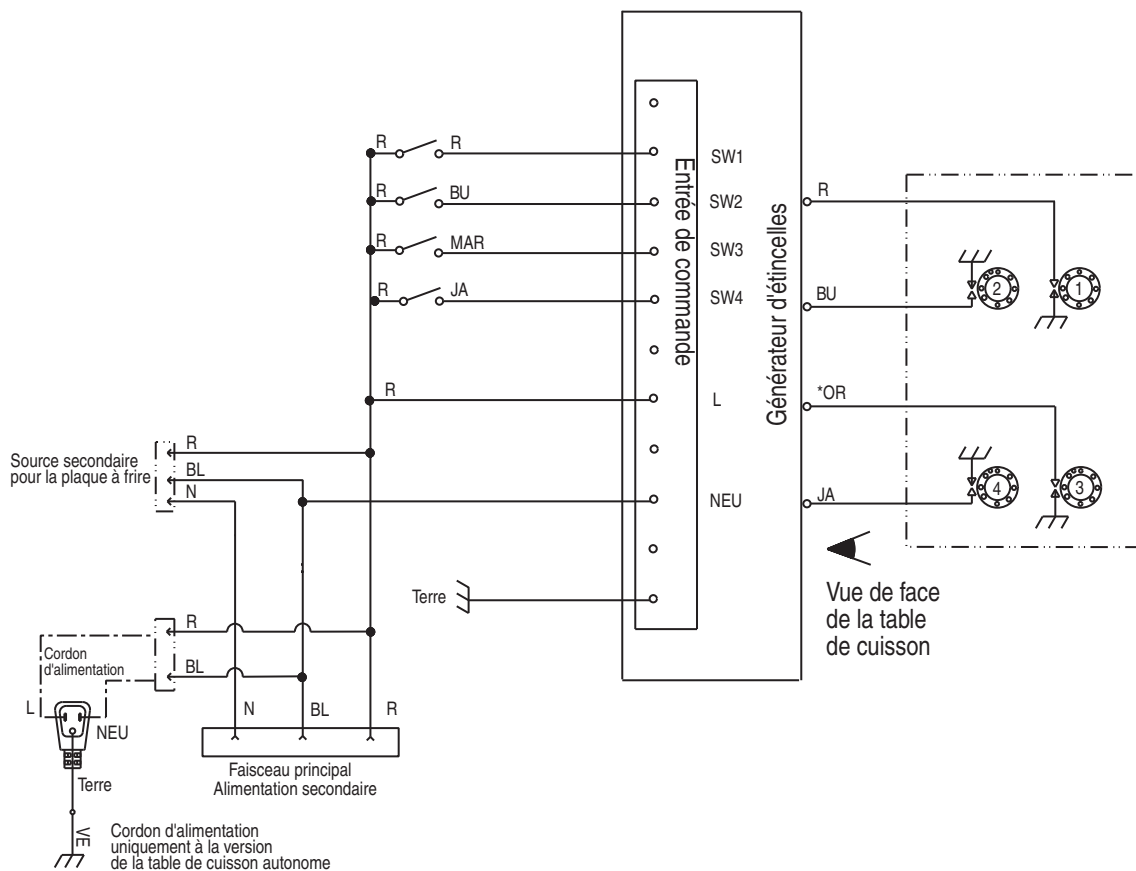 R
R
SW1
R
BU
SW2
R
MAR
SW3
R
JA
SW4
Entrée de commande
Générateur d'étincelles
R
BU
*OR
JA
2
1
4
3
R
L
R
Source secondaire
pour la plaque à frire
BL
N
NEU
Vue de face
de la table
de cuisson
Terre
R
Cordon
d'alimentation
BL
L
NEU
N
BL
R
Faisceau principal
Alimentation secondaire
Terre
VE
Cordon d'alimentation
uniquement à la version
de la table de cuisson autonome